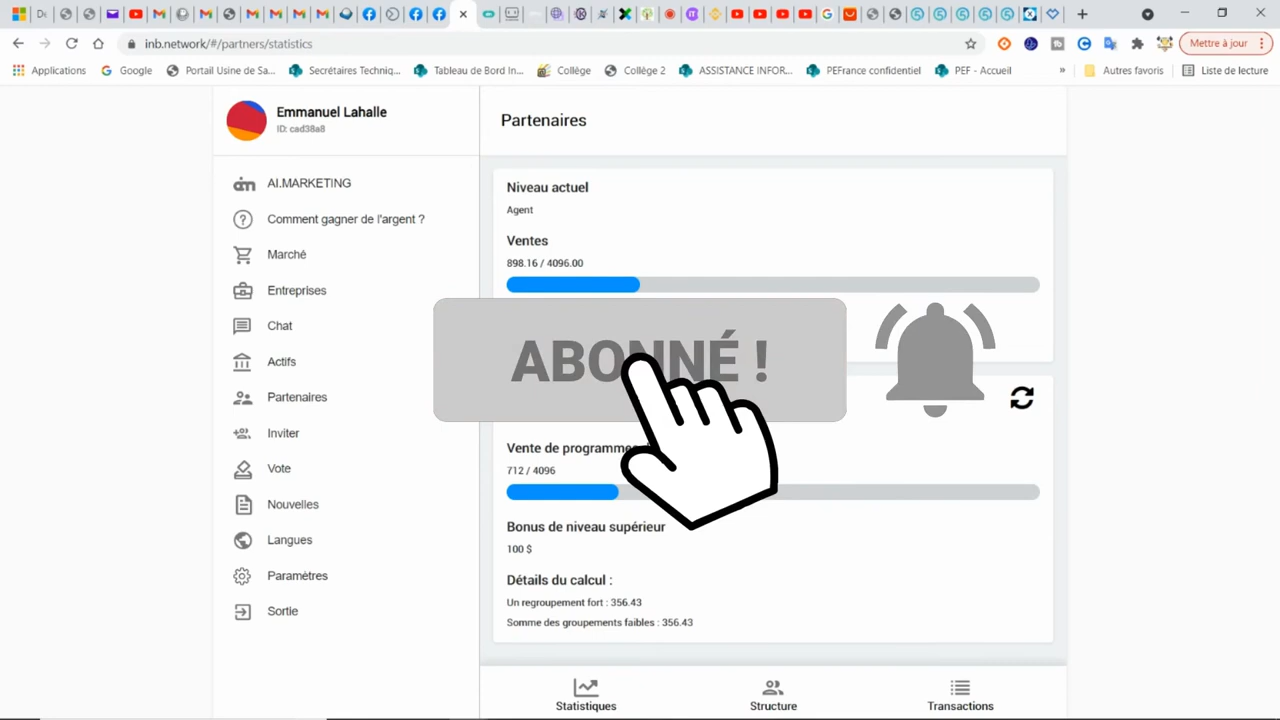 inb.network/#/partners/statistics
Mettre à jour
Applications
Google
Portail Usine de Sa...
Secrétaires Techniq...
Tableau de Bord In...
Collège
Collège 2
ASSISTANCE INFOR...
PEFrance confidentiel
PEF - Accueil
»
Autres favoris
Liste de lecture
Emmanuel Lahalle
ID: cad38a8
Partenaires
AI.MARKETING
Comment gagner de l'argent ?
Marché
Entreprises
Chat
Actifs
Partenaires
Inviter
Vote
Nouvelles
Langues
Paramètres
Sortie
Niveau actuel
Agent
Ventes
898.16 / 4096.00
ABONNÉ !
Vente de programmes
712 / 4096
Bonus de niveau supérieur
100 $
Détails du calcul :
Un regroupement fort : 356.43
Somme des groupements faibles : 356.43
Statistiques
Structure
Transactions